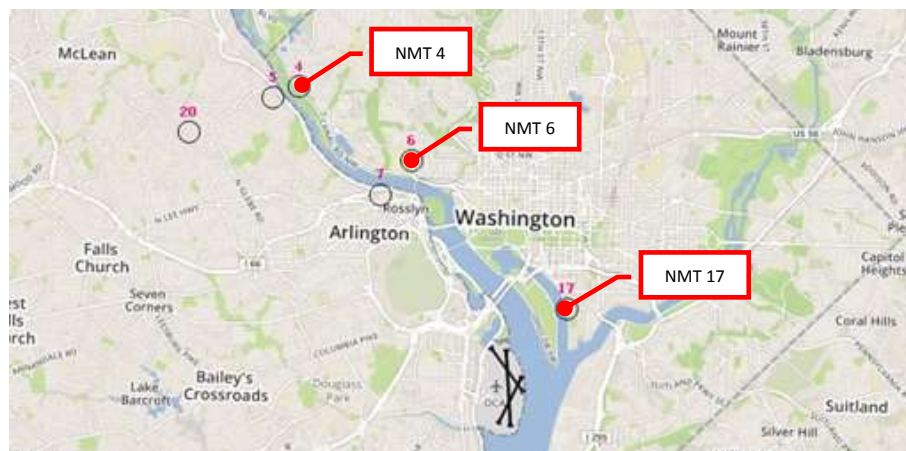 McLean
Mount
Rainier
Bladensburg
NMT 4
4
5
20
NMT 6
6
7
US 50
JOHN HANSON
N GLEBE RD
N LEE HWY
Rosslyn
Arlington
Washington
Falls
Church
I 66
Capitol
Heights
NMT 17
17
Seven
Corners
Coral Hills
COLUMBIA PIKE
Bailey's
Crossroads
Lake
Barcroft
Douglass
Park
DCA
Suitland
Silver Hill
I 295